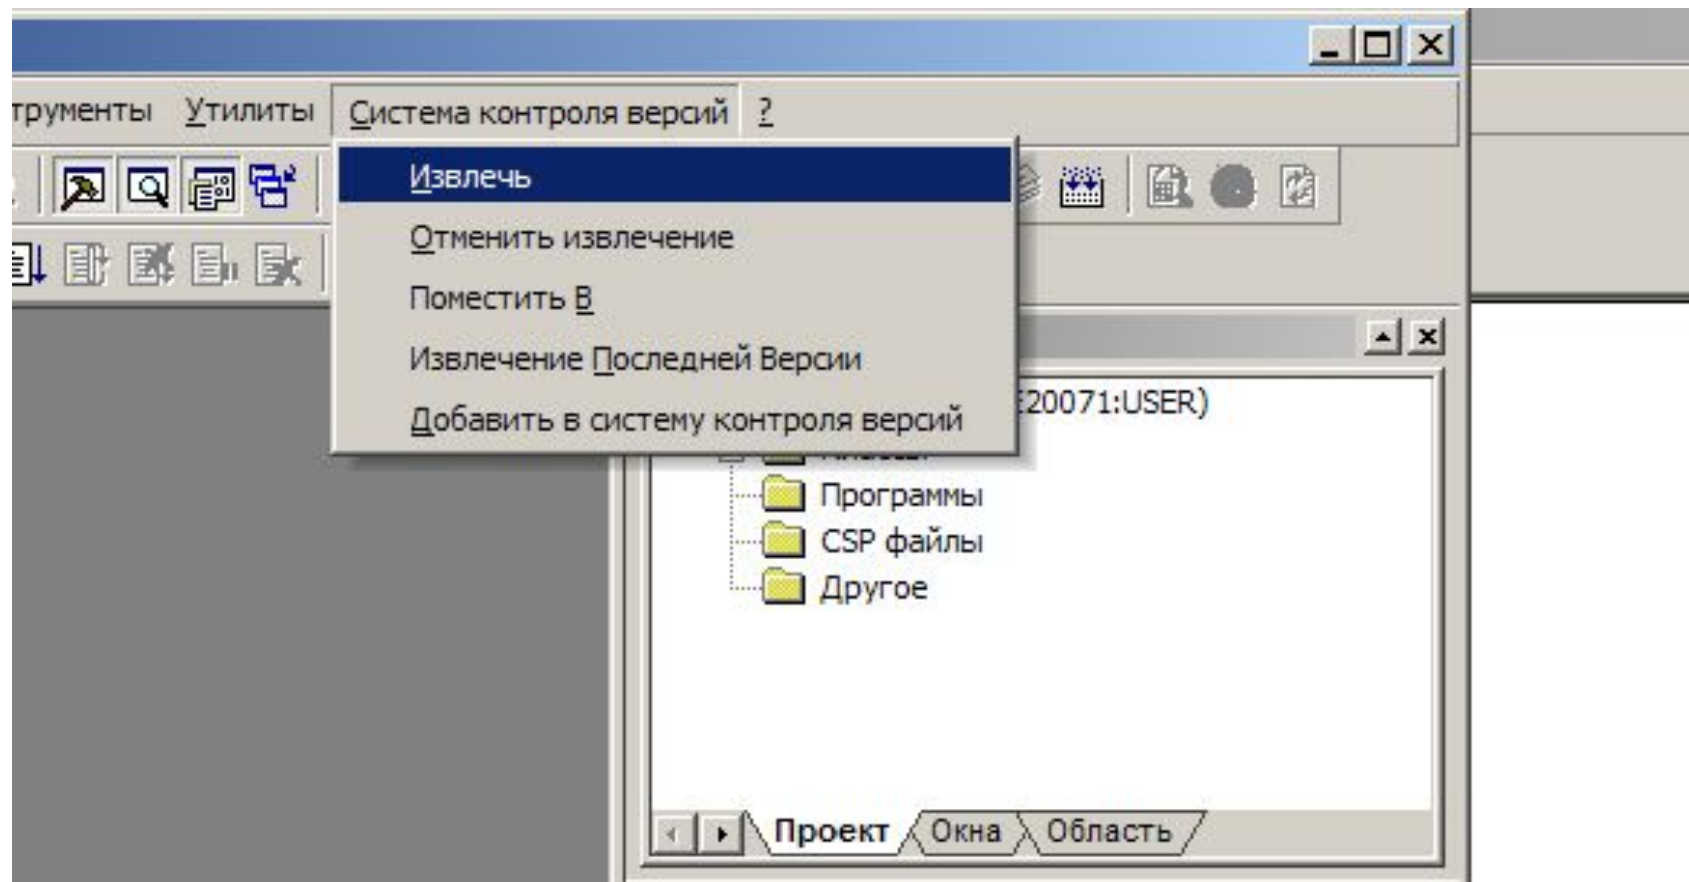 трументы Утилиты Система контроля версий ?
Извлечь
Отменить извлечение
Поместить В
Извлечение Последней Версии
Добавить в систему контроля версий
E20071:USER)
Программы
CSP файлы
Другое
Проект Окна Область